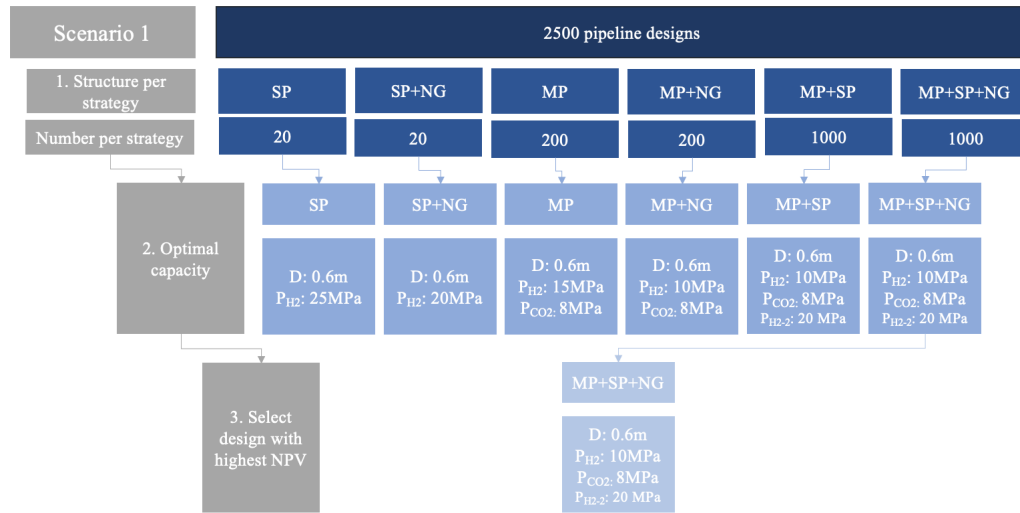 Scenario 1
2500 pipeline designs
1. Structure per
strategy
SP
SP+NG
MP
MP+NG
MP+SP
MP+SP+NG
Number per strategy
20
20
200
200
1000
1000
2. Optimal
capacity
SP
SP+NG
MP
MP+NG
MP+SP
MP+SP+NG
D: 0.6m
PH2: 25MPa
D: 0.6m
PH2: 20MPa
D: 0.6m
PH2: 15MPa
PCO2: 8MPa
D: 0.6m
PH2: 10MPa
PCO2: 8MPa
D: 0.6m
PH2: 10MPa
PCO2: 8MPa
PH2-2: 20 MPa
D: 0.6m
PH2: 10MPa
PCO2: 8MPa
PH2-2: 20 MPa
3. Select
design with
highest NPV
MP+SP+NG
D: 0.6m
PH2: 10MPa
PCO2: 8MPa
PH2-2: 20 MPa